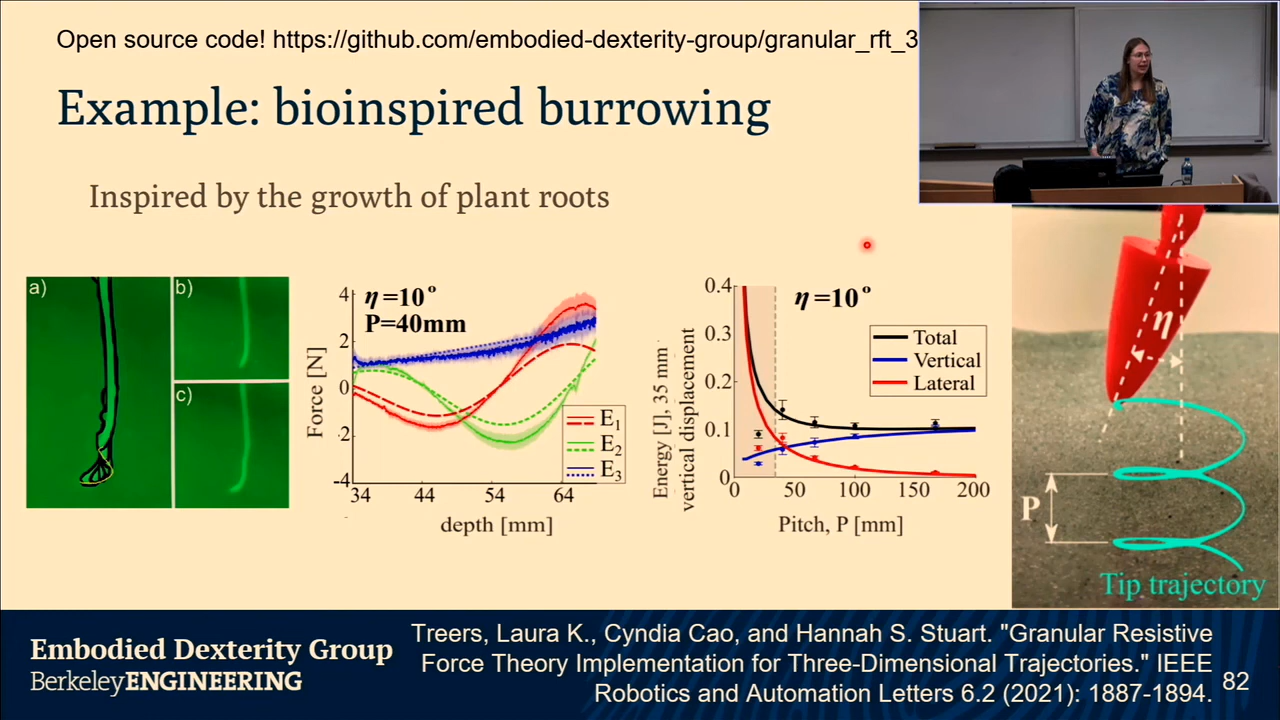 Open source code! https://github.com/embodied-dexterity-group/granular_rft_3
Example: bioinspired burrowing
Inspired by the growth of plant roots
a)
b)
c)
η=10°
P=40mm
Force [N]
4
2
0
-2
-4
34
44
54
64
depth [mm]
E1
E2
E3
Energy [J], 35 mm
vertical displacement
0.4
0.3
0.2
0.1
0
0
50
100
150
200
Pitch, P [mm]
η=10°
Total
Vertical
Lateral
η
P
Tip trajectory
Embodied Dexterity Group
BerkeleyENGINEERING
Treers, Laura K., Cyndia Cao, and Hannah S. Stuart. "Granular Resistive
Force Theory Implementation for Three-Dimensional Trajectories." IEEE
Robotics and Automation Letters 6.2 (2021): 1887-1894.
82